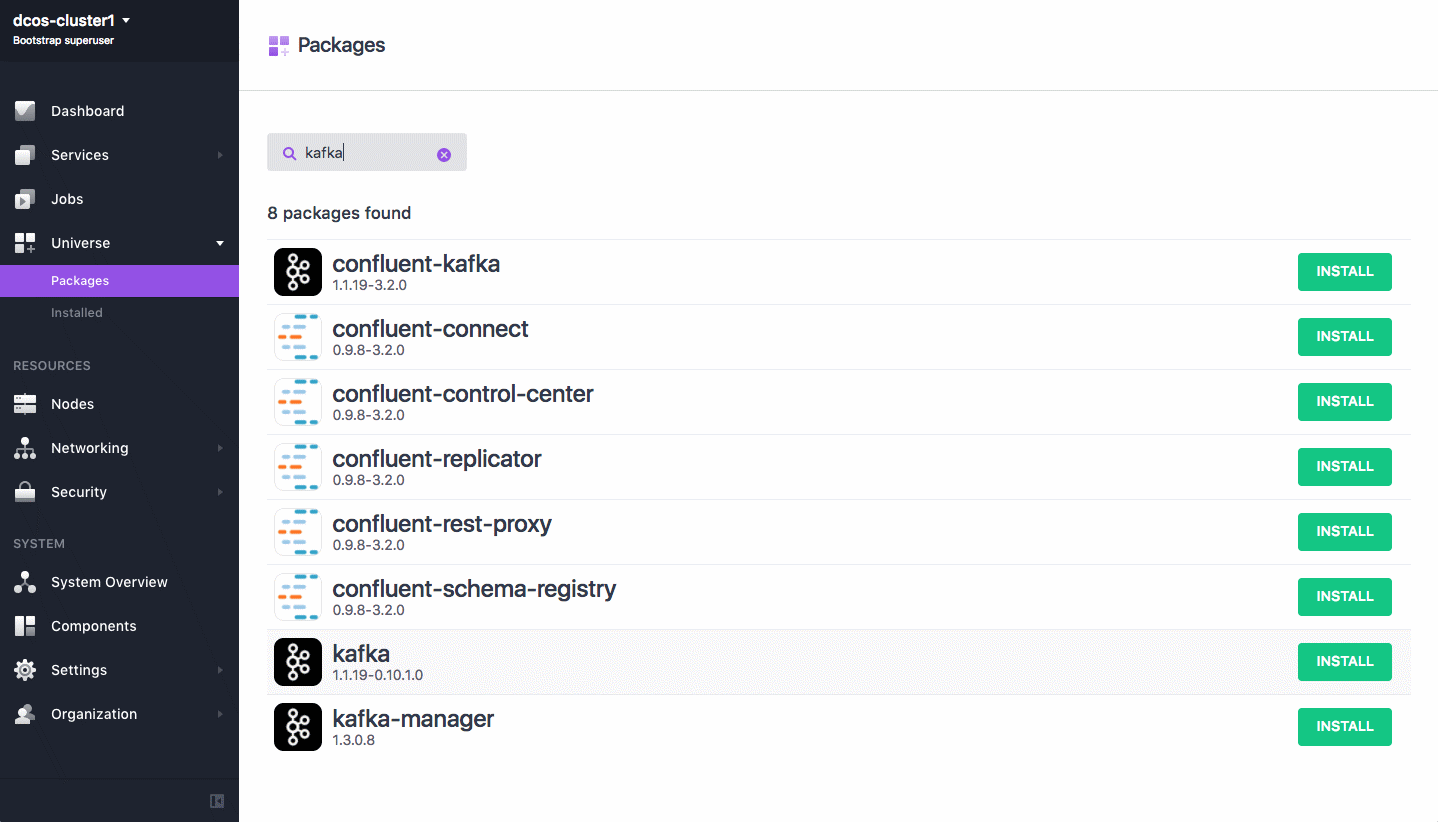 dcos-cluster1
Bootstrap superuser
Dashboard
Services
Jobs
Universe
Packages
Installed
RESOURCES
Nodes
Networking
Security
SYSTEM
System Overview
Components
Settings
Organization
Packages
kafka
8 packages found
confluent-kafka
1.1.19-3.2.0
INSTALL
confluent-connect
0.9.8-3.2.0
INSTALL
confluent-control-center
0.9.8-3.2.0
INSTALL
confluent-replicator
0.9.8-3.2.0
INSTALL
confluent-rest-proxy
0.9.8-3.2.0
INSTALL
confluent-schema-registry
0.9.8-3.2.0
INSTALL
kafka
1.1.19-0.10.1.0
INSTALL
kafka-manager
1.3.0.8
INSTALL